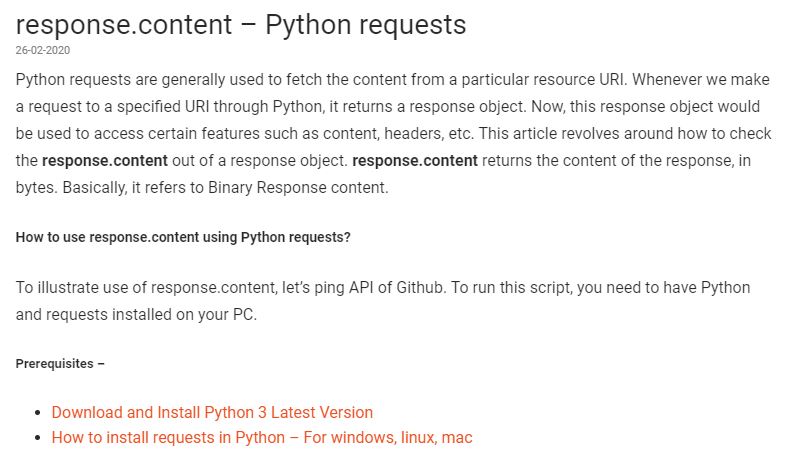 response.content – Python requests
26-02-2020
Python requests are generally used to fetch the content from a particular resource URI. Whenever we make
a request to a specified URI through Python, it returns a response object. Now, this response object would
be used to access certain features such as content, headers, etc. This article revolves around how to check
the response.content out of a response object. response.content returns the content of the response, in
bytes. Basically, it refers to Binary Response content.
How to use response.content using Python requests?
To illustrate use of response.content, let’s ping API of Github. To run this script, you need to have Python
and requests installed on your PC.
Prerequisites –
• Download and Install Python 3 Latest Version
• How to install requests in Python – For windows, linux, mac